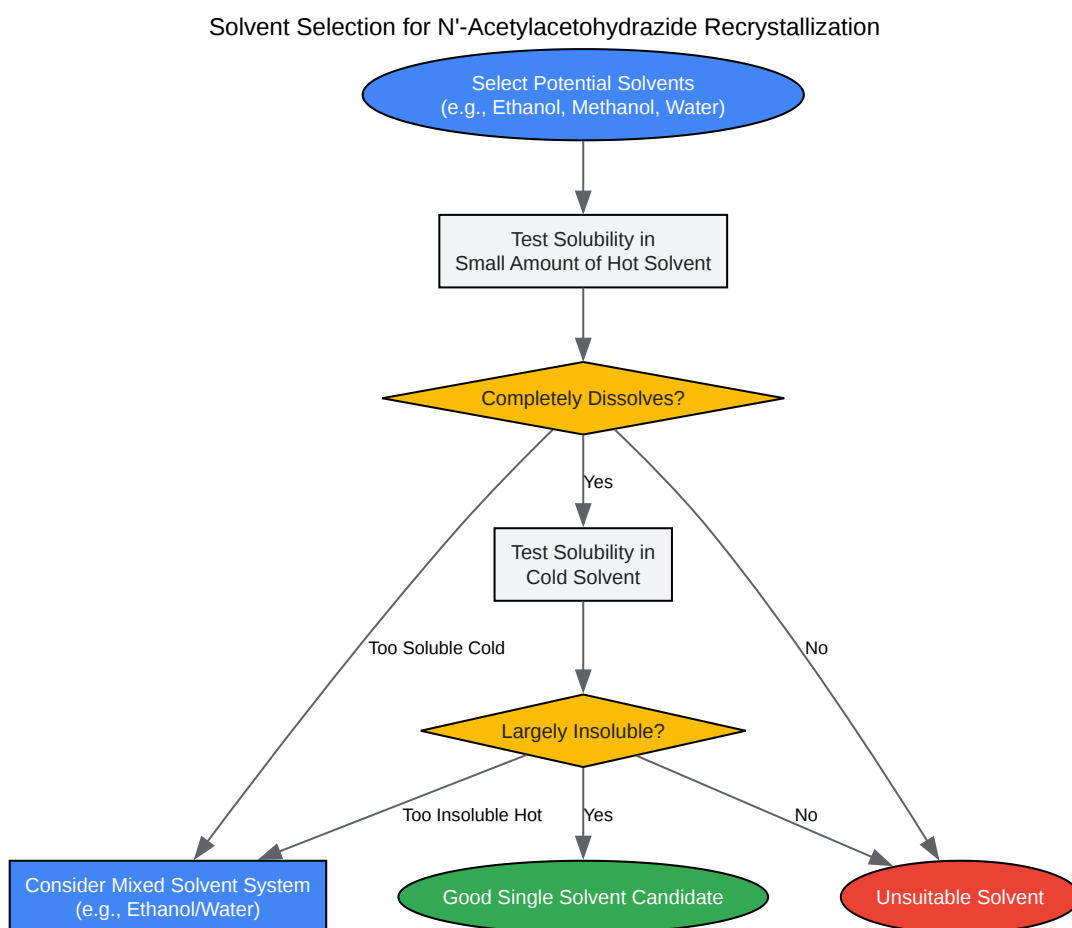 Solvent Selection for N'-Acetylacetohydrazide Recrystallization
Select Potential Solvents
(e.g., Ethanol, Methanol, Water)
Test Solubility in
Small Amount of Hot Solvent
Completely Dissolves?
Yes
Test Solubility in
Cold Solvent
Too Soluble Cold
No
Largely Insoluble?
Too Insoluble Hot
Yes
No
Consider Mixed Solvent System
(e.g., Ethanol/Water)
Good Single Solvent Candidate
Unsuitable Solvent